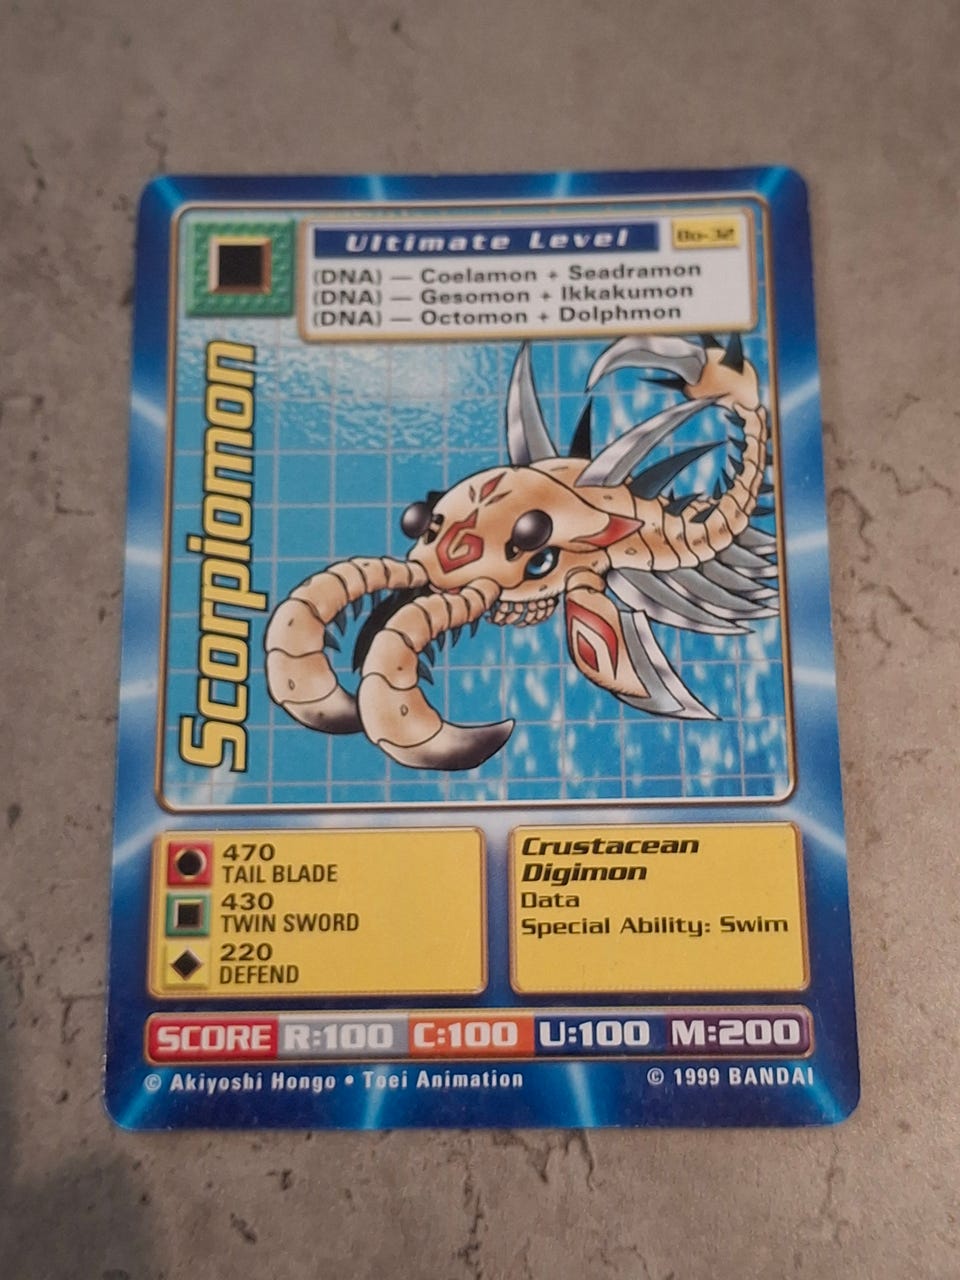 Ultimate Level
Bo-32
(DNA) — Coelamon + Seadramon
(DNA) — Gesomon + Ikkakumon
(DNA) — Octomon + Dolphmon
Scorpiomon
470
TAIL BLADE
430
TWIN SWORD
220
DEFEND
Crustacean
Digimon
Data
Special Ability: Swim
SCORE R:100 C:100 U:100 M:200
© Akiyoshi Hongo • Toei Animation
© 1999 BANDAI